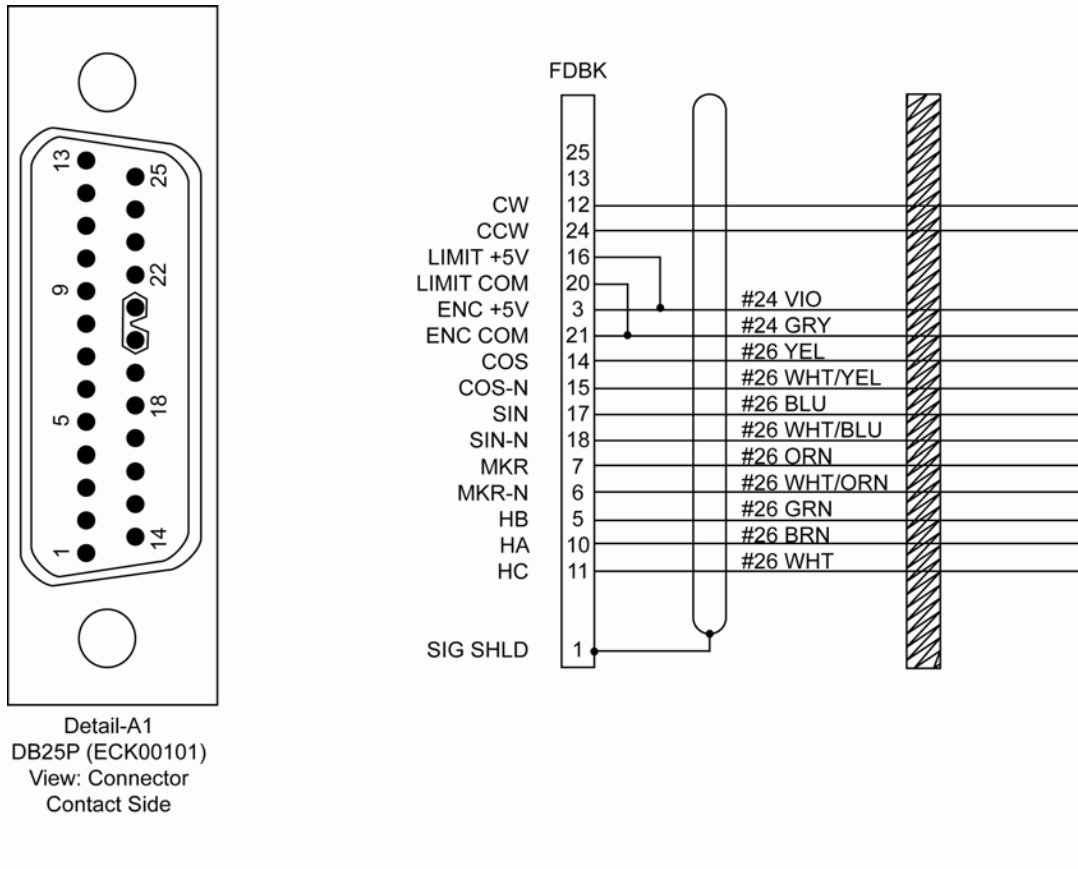 13
25
22
9
5
18
14
1
Detail-A1
DB25P (ECK00101)
View: Connector
Contact Side
FDBK
25
13
CW 12
CCW 24
LIMIT +5V 16
LIMIT COM 20
ENC +5V 3 #24 VIO
ENC COM 21 #24 GRY
COS 14 #26 YEL
COS-N 15 #26 WHT/YEL
SIN 17 #26 BLU
SIN-N 18 #26 WHT/BLU
MKR 7 #26 ORN
MKR-N 6 #26 WHT/ORN
HB 5 #26 GRN
HA 10 #26 BRN
HC 11 #26 WHT
SIG SHLD 1